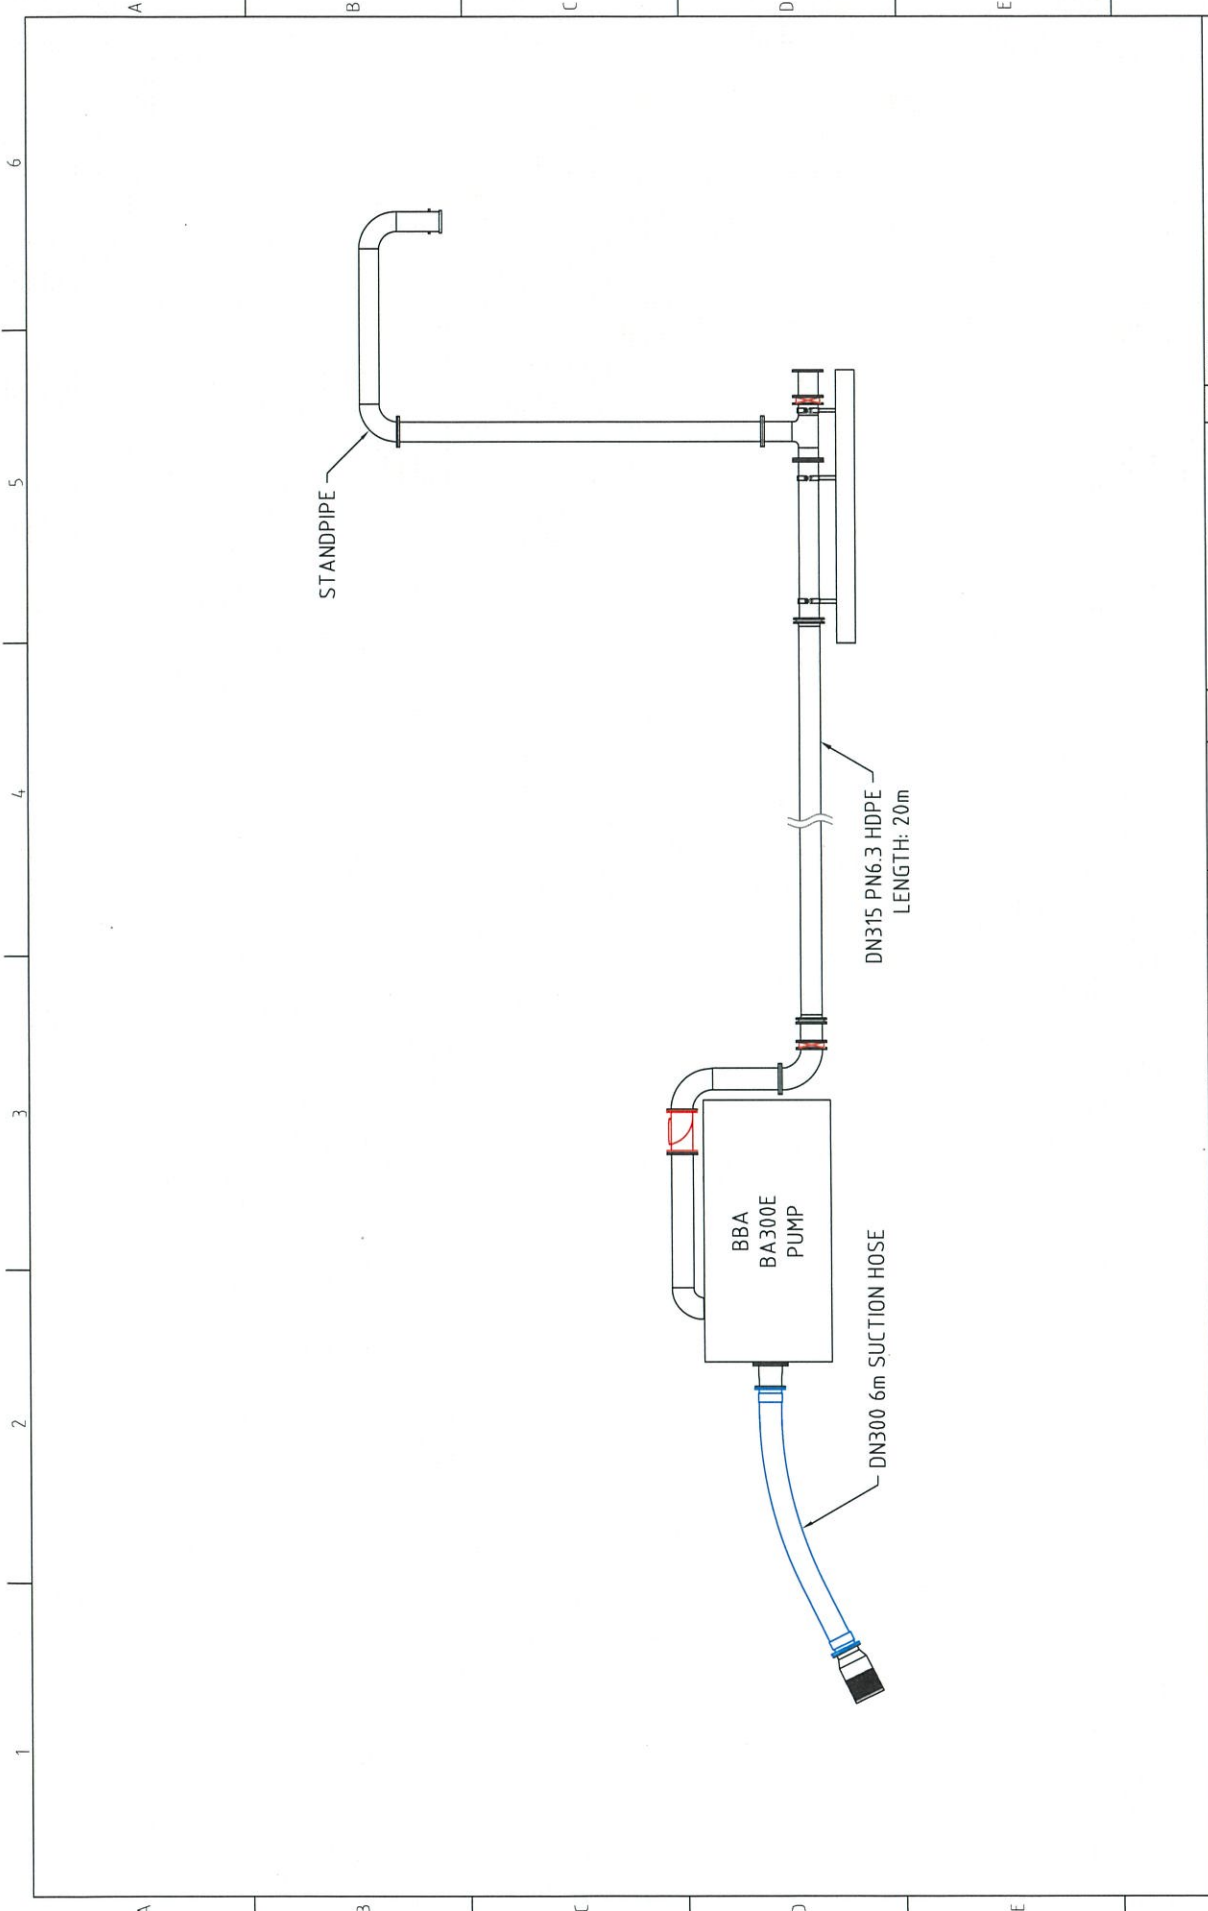 1
2
3
4
5
6
A
B
C
D
E
STANDPIPE
BBA
BA300E
PUMP
DN315 PN6.3 HDPE
LENGTH: 20m
DN300 6m SUCTION HOSE
A
B
C
D
E